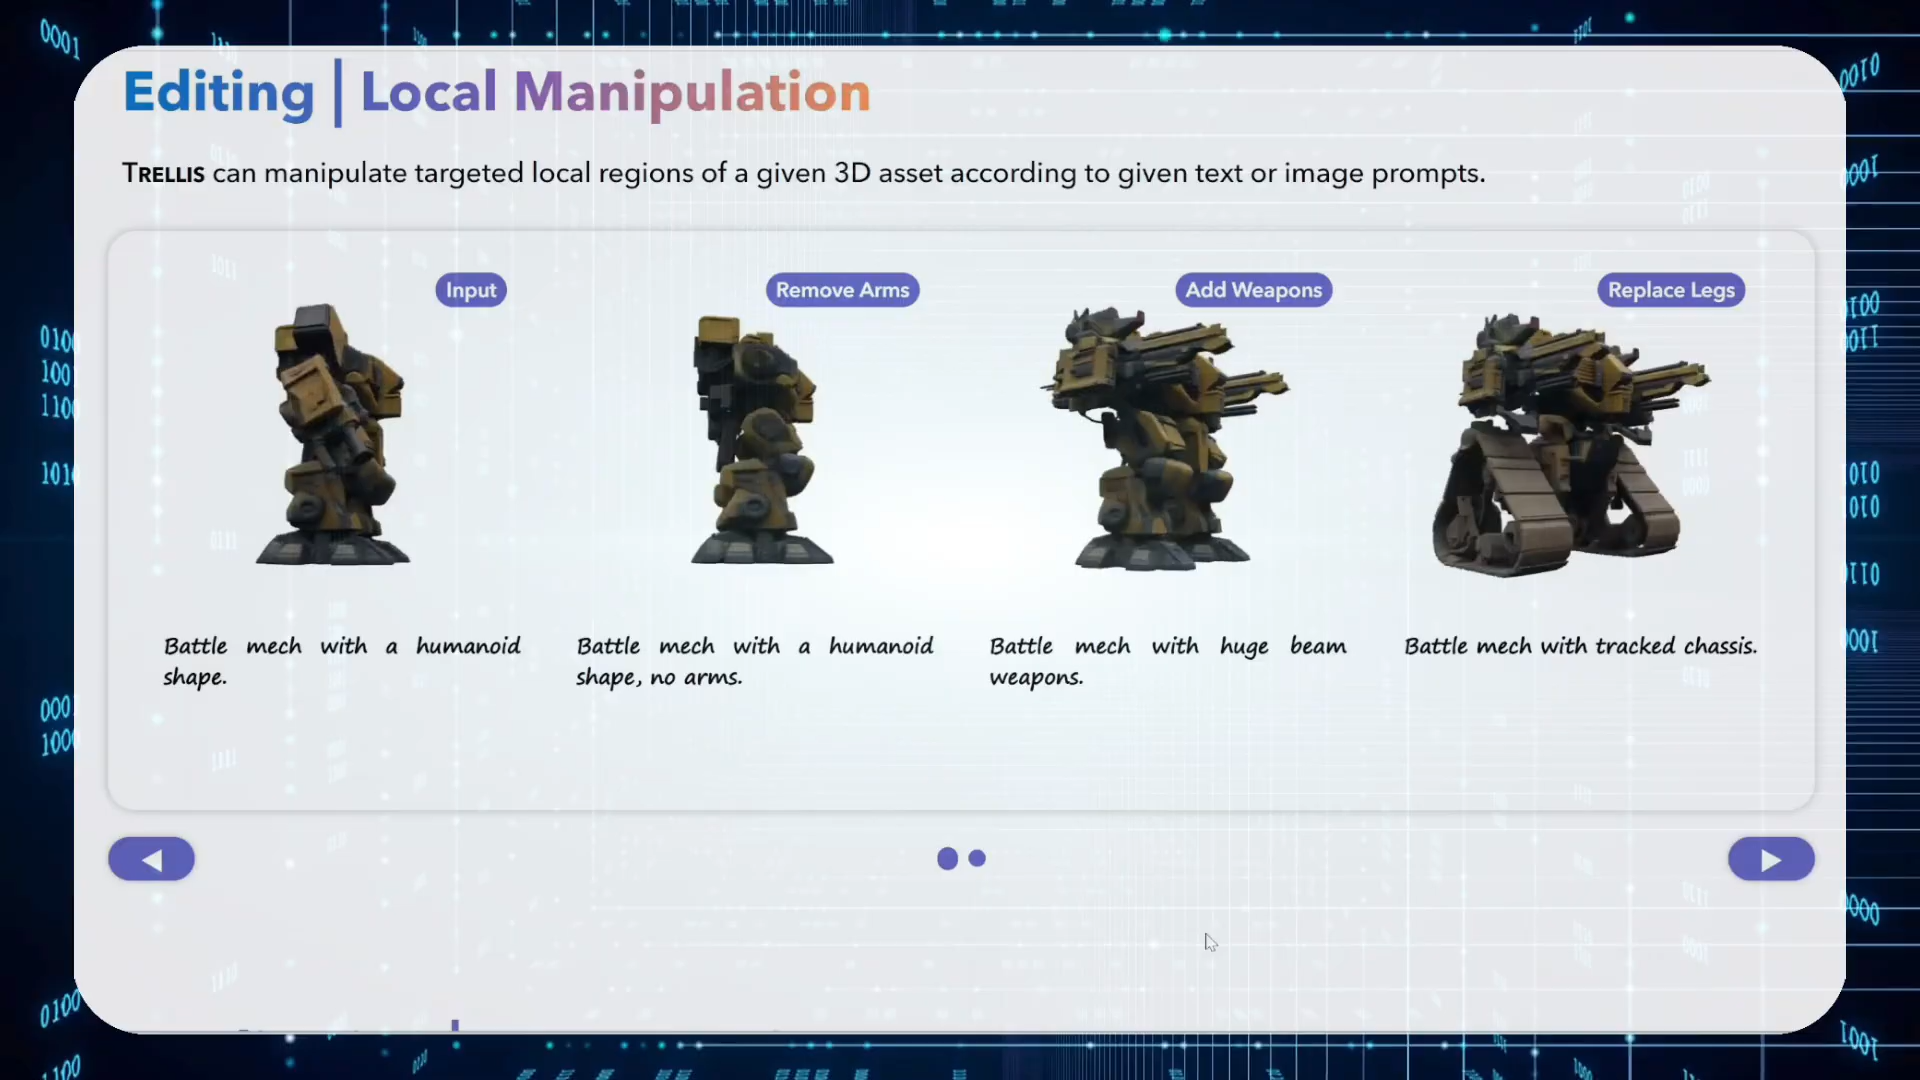 Editing | Local Manipulation
TRELLIS can manipulate targeted local regions of a given 3D asset according to given text or image prompts.
Input
Remove Arms
Add Weapons
Replace Legs
Battle mech with a humanoid
shape.
Battle mech with a humanoid
shape, no arms.
Battle mech with huge beam
weapons.
Battle mech with tracked chassis.